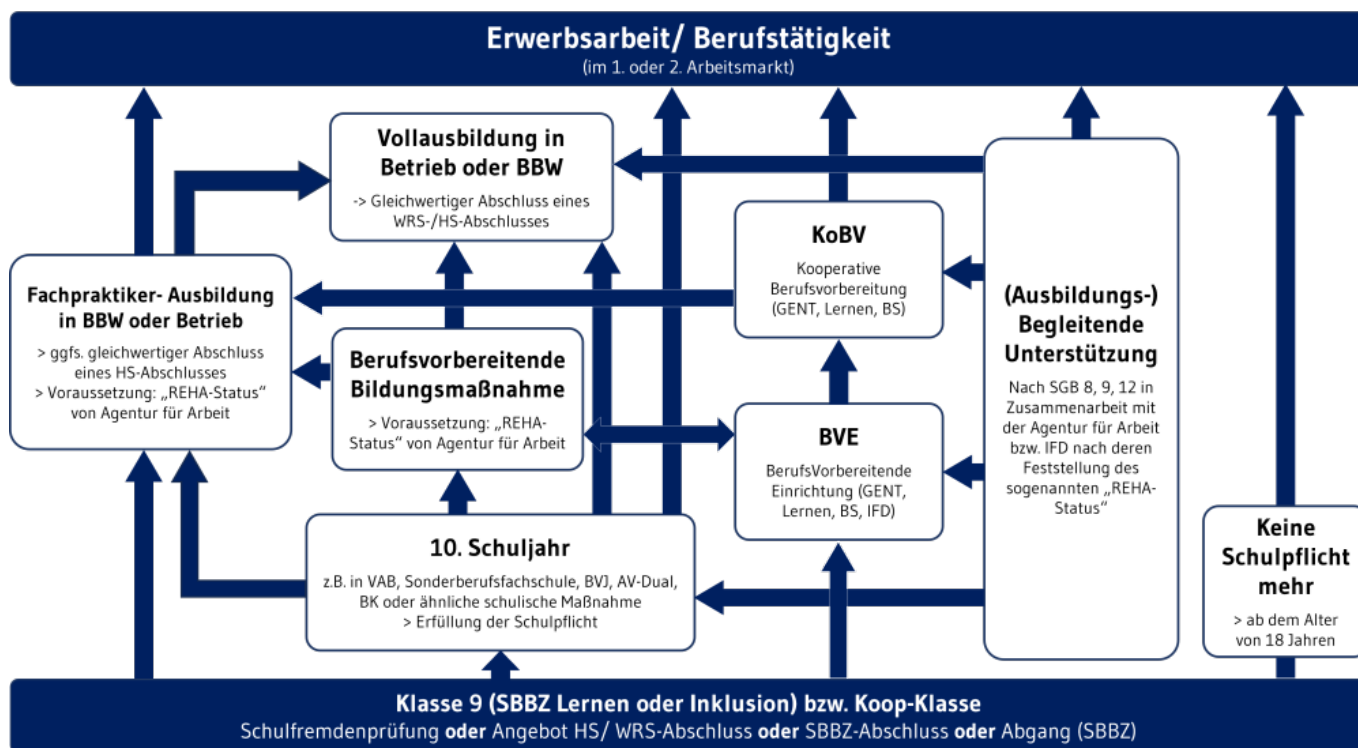 Erwerbsarbeit/ Berufstätigkeit
(im 1. oder 2. Arbeitsmarkt)
Vollausbildung in
Betrieb oder BBW
-> Gleichwertiger Abschluss eines
WRS-/HS-Abschlusses
Fachpraktiker- Ausbildung
in BBW oder Betrieb
> ggfs. gleichwertiger Abschluss
eines HS-Abschlusses
> Voraussetzung: „REHA-Status“
von Agentur für Arbeit
Berufsvorbereitende
Bildungsmaßnahme
> Voraussetzung: „REHA-
Status“ von Agentur für Arbeit
KoBV
Kooperative
Berufsvorbereitung
(GENT, Lernen, BS)
BVE
BerufsVorbereitende
Einrichtung (GENT,
Lernen, BS, IFD)
(Ausbildungs-)
Begleitende
Unterstützung
Nach SGB 8, 9, 12 in
Zusammenarbeit mit
der Agentur für Arbeit
bzw. IFD nach deren
Feststellung des
sogenannten „REHA-
Status“
10. Schuljahr
z.B. in VAB, Sonderberufsfachschule, BVJ, AV-Dual,
BK oder ähnliche schulische Maßnahme
> Erfüllung der Schulpflicht
Keine
Schulpflicht
mehr
> ab dem Alter
von 18 Jahren
Klasse 9 (SBBZ Lernen oder Inklusion) bzw. Koop-Klasse
Schulfremdenprüfung oder Angebot HS/ WRS-Abschluss oder SBBZ-Abschluss oder Abgang (SBBZ)